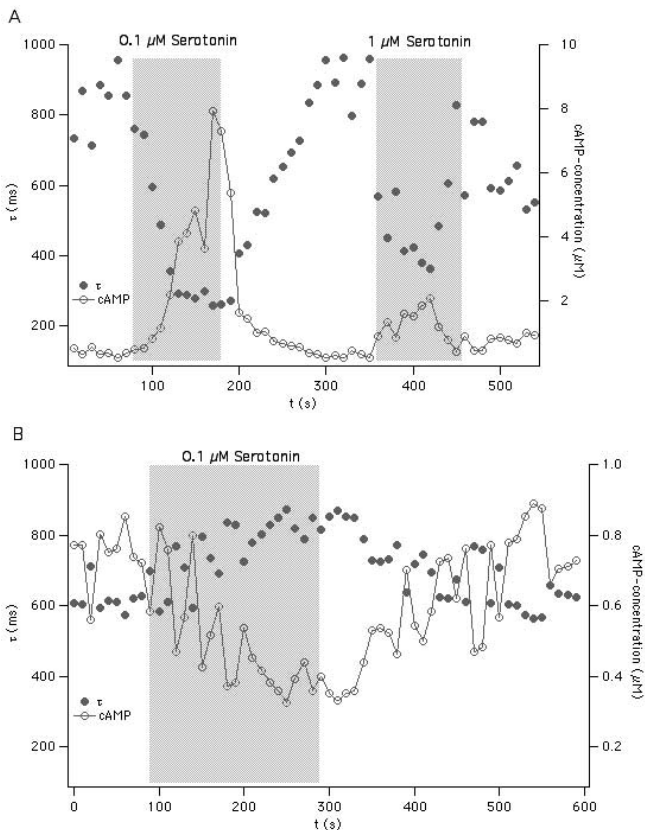 A
0.1 µM Serotonin
1 µM Serotonin
1000
800
600
400
200
τ (ms)
10
8
6
4
2
cAMP-concentration (µM)
τ
cAMP
100
200
300
400
500
t (s)
B
0.1 µM Serotonin
1000
800
600
400
200
τ (ms)
1.0
0.8
0.6
0.4
0.2
cAMP-concentration (µM)
τ
cAMP
0
100
200
300
400
500
600
t (s)